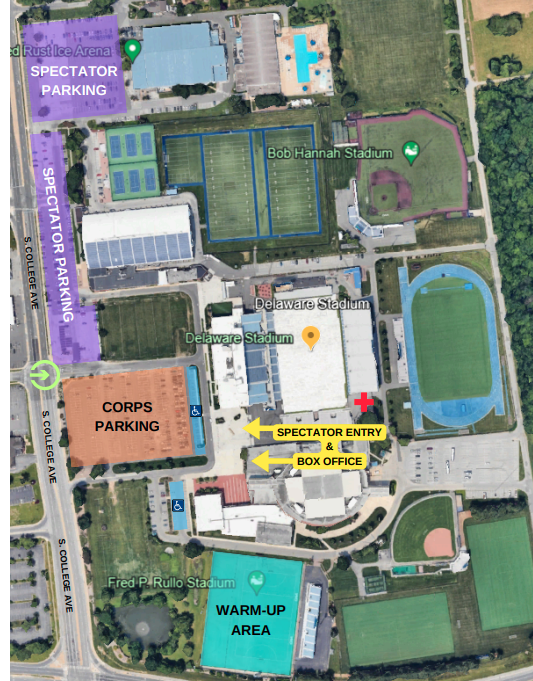 ed Rust Ice Arena
SPECTATOR
PARKING
Bob Hannah Stadium
SPECTATOR PARKING
S. COLLEGE AVE
Delaware Stadium
Delaware Stadium
CORPS
PARKING
S. COLLEGE AVE
SPECTATOR ENTRY
&
BOX OFFICE
S. COLLEGE AVE
Fred P. Rullo Stadium
WARM-UP
AREA